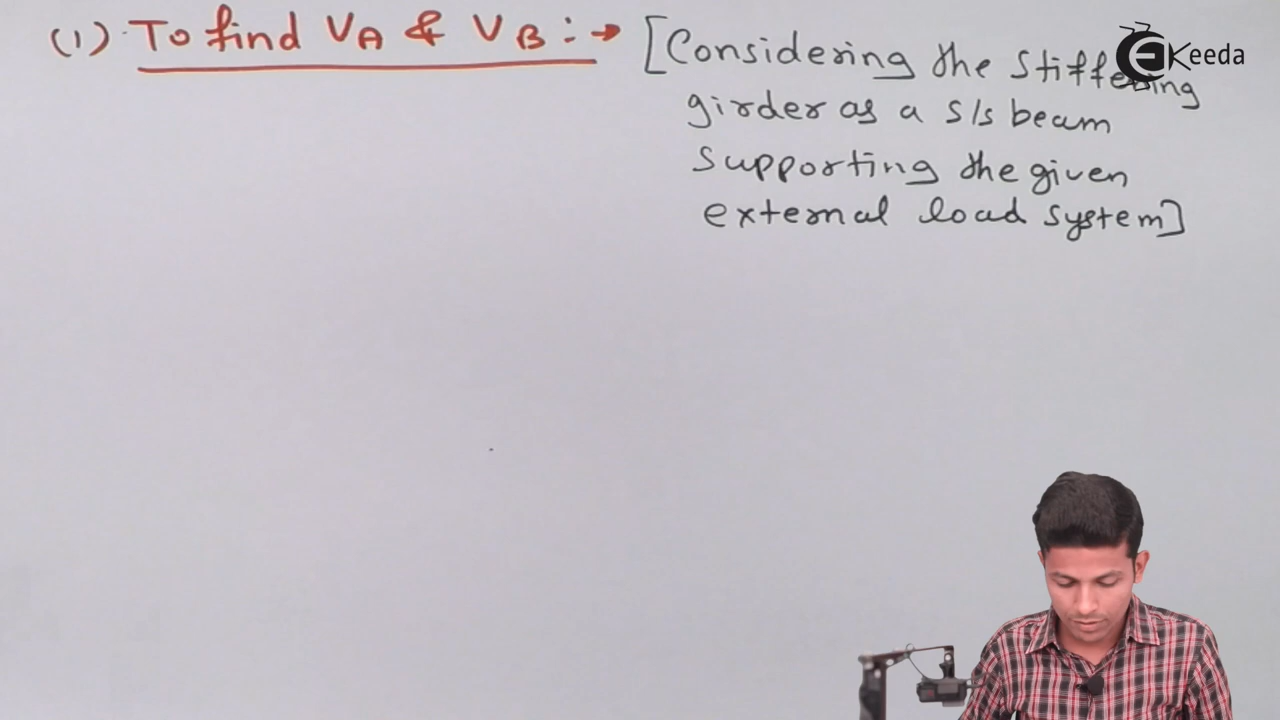 (1) To find VA & VB :→ [Considering the stiffening
girder as a s/s beam
supporting the given
external load system]
EKeeda